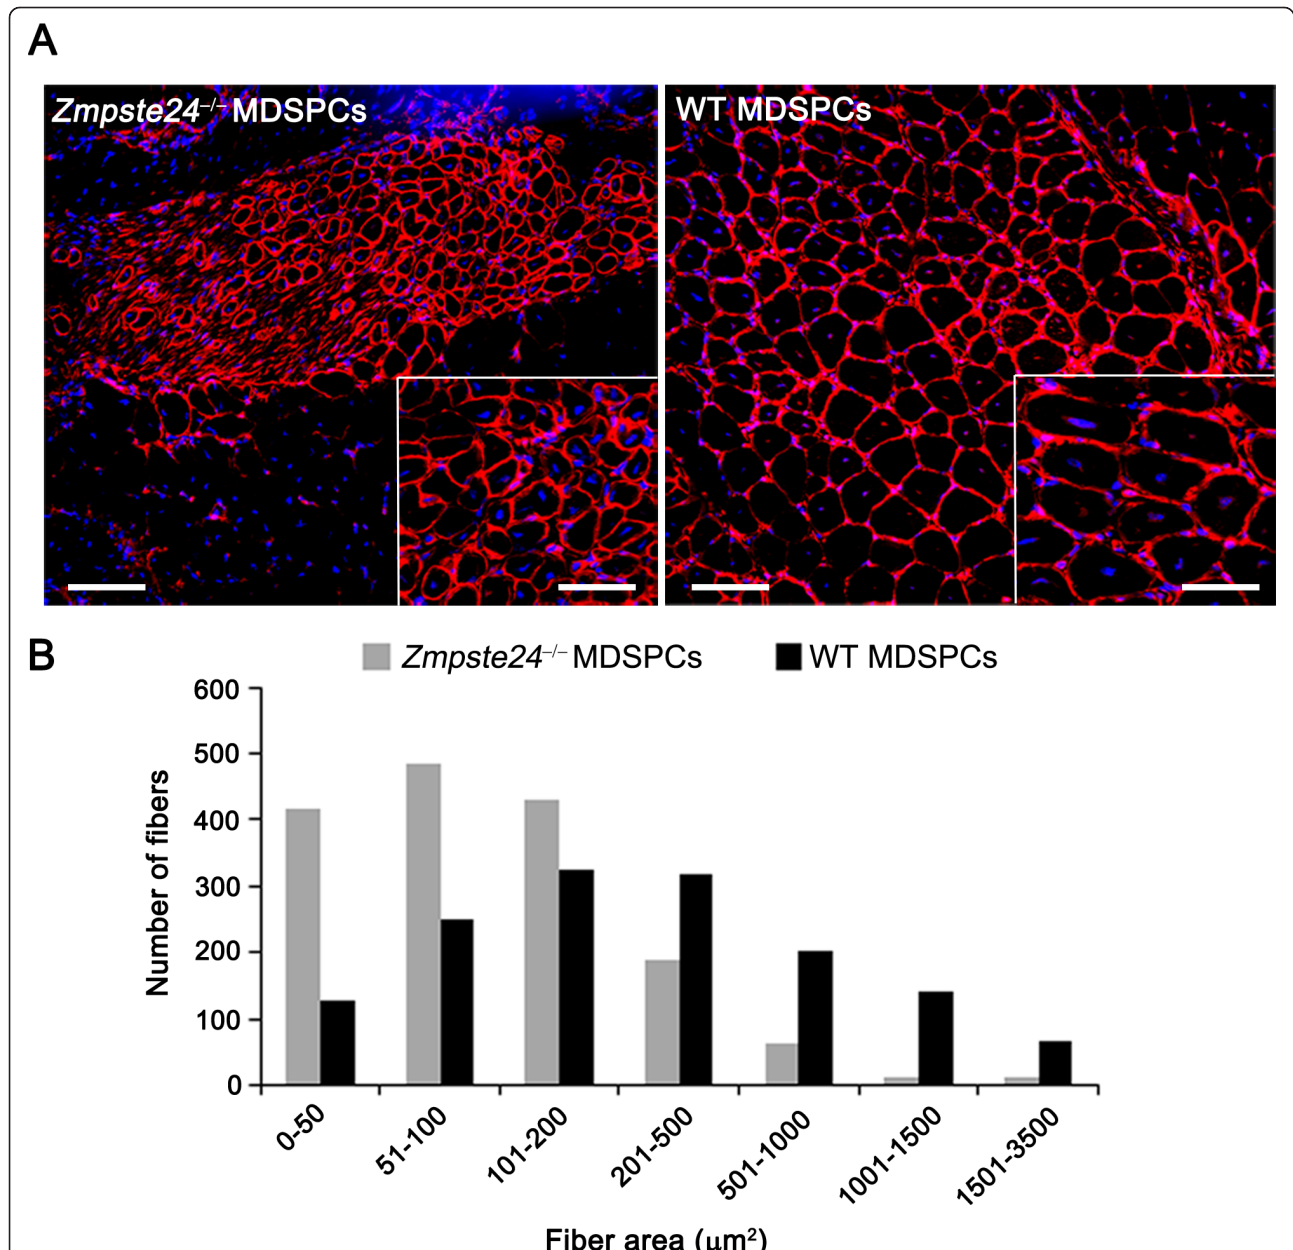 A
Zmpste24–/– MDSPCs
WT MDSPCs
B
Zmpste24–/– MDSPCs
WT MDSPCs
600
500
400
300
200
100
0
Number of fibers
0-50
51-100
101-200
201-500
501-1000
1001-1500
1501-3500
Fiber area (μm²)